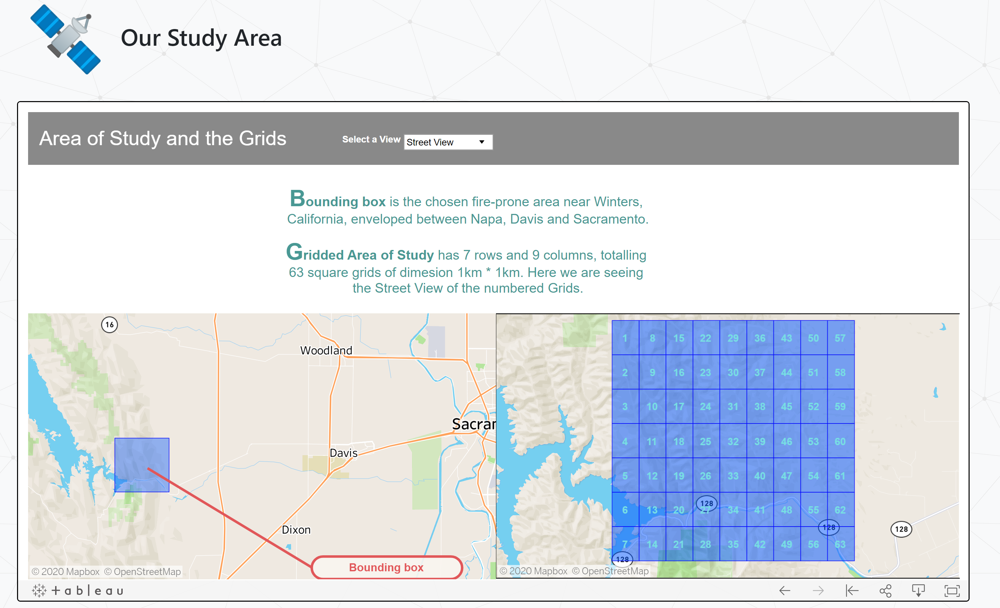 Our Study Area
Area of Study and the Grids
Select a View
Street View
Bounding box is the chosen fire-prone area near Winters,
California, enveloped between Napa, Davis and Sacramento.
Gridded Area of Study has 7 rows and 9 columns, totalling
63 square grids of dimesion 1km * 1km. Here we are seeing
the Street View of the numbered Grids.
16
Woodland
Sacrar
Davis
Dixon
Bounding box
© 2020 Mapbox © OpenStreetMap
1 8 15 22 29 36 43 50 57
2 9 16 23 30 37 44 51 58
3 10 17 24 31 38 45 52 59
4 11 18 25 32 39 46 53 60
5 12 19 26 33 40 47 54 61
128
6 13 20 27 34 41 48 55 62
128
128
7 14 21 28 35 42 49 56 63
128
© 2020 Mapbox © OpenStreetMap
+ableau